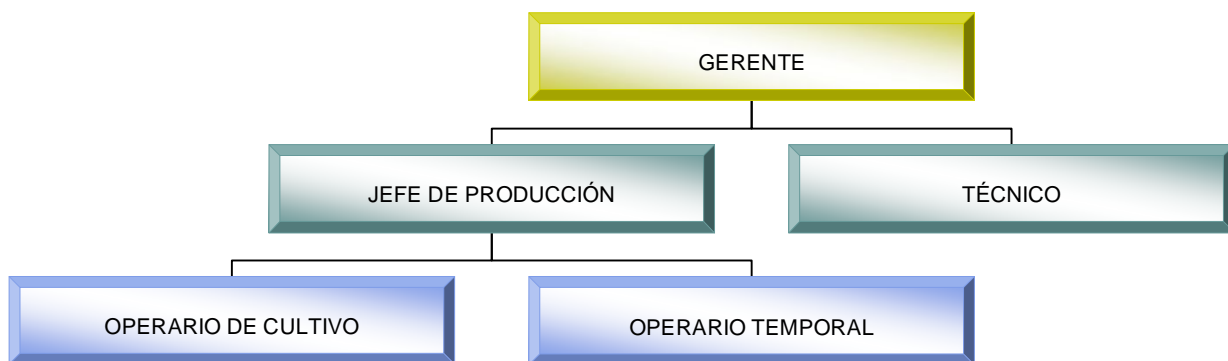 GERENTE
JEFE DE PRODUCCIÓN
TÉCNICO
OPERARIO DE CULTIVO
OPERARIO TEMPORAL